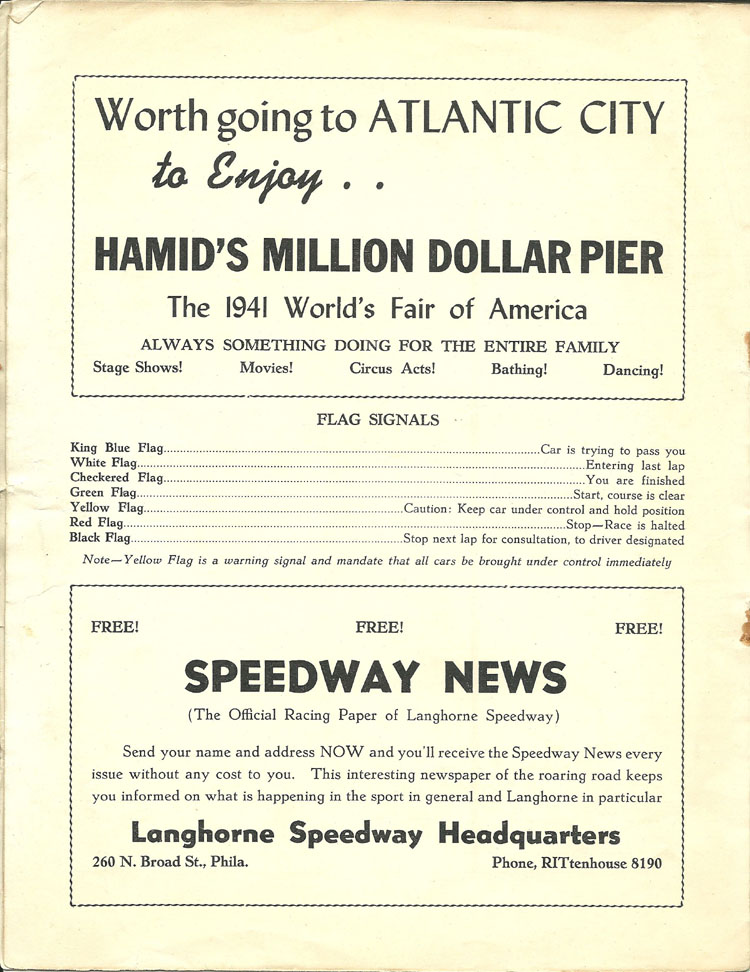 Worth going to ATLANTIC CITY
to Enjoy . .
HAMID'S MILLION DOLLAR PIER
The 1941 World's Fair of America
ALWAYS SOMETHING DOING FOR THE ENTIRE FAMILY
Stage Shows! Movies! Circus Acts! Bathing! Dancing!
FLAG SIGNALS
King Blue Flag........Car is trying to pass you
White Flag........Entering last lap
Checkered Flag........You are finished
Green Flag........Start, course is clear
Yellow Flag........Caution: Keep car under control and hold position
Red Flag........Stop—Race is halted
Black Flag........Stop next lap for consultation, to driver designated
Note—Yellow Flag is a warning signal and mandate that all cars be brought under control immediately
FREE! FREE! FREE!
SPEEDWAY NEWS
(The Official Racing Paper of Langhorne Speedway)
Send your name and address NOW and you'll receive the Speedway News every
issue without any cost to you. This interesting newspaper of the roaring road keeps
you informed on what is happening in the sport in general and Langhorne in particular
Langhorne Speedway Headquarters
260 N. Broad St., Phila. Phone, RITtenhouse 8190